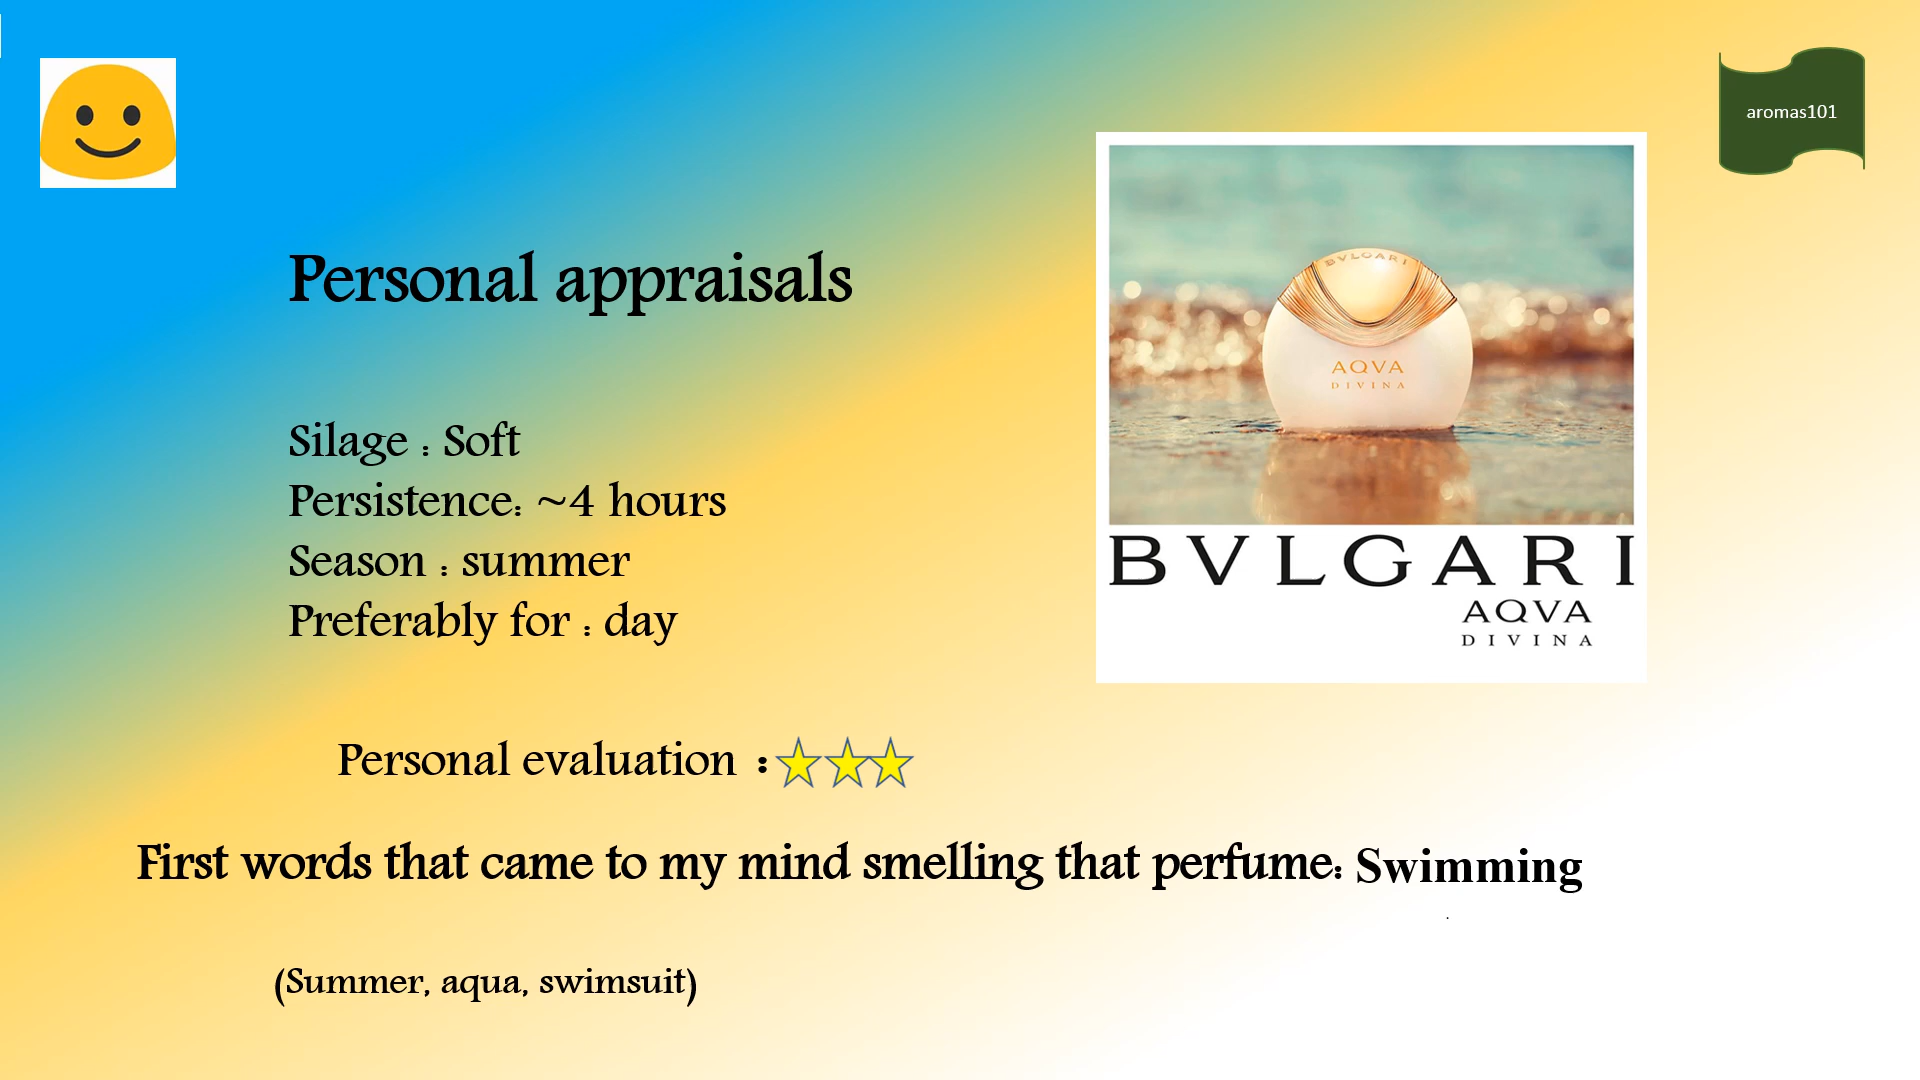 aromas101
Personal appraisals
BVLGARI
AQVA
DIVINA
Silage : Soft
Persistence: ~4 hours
Season : summer
Preferably for : day
BVLGARI
AQVA
DIVINA
Personal evaluation :
First words that came to my mind smelling that perfume: Swimming
.
(Summer, aqua, swimsuit)